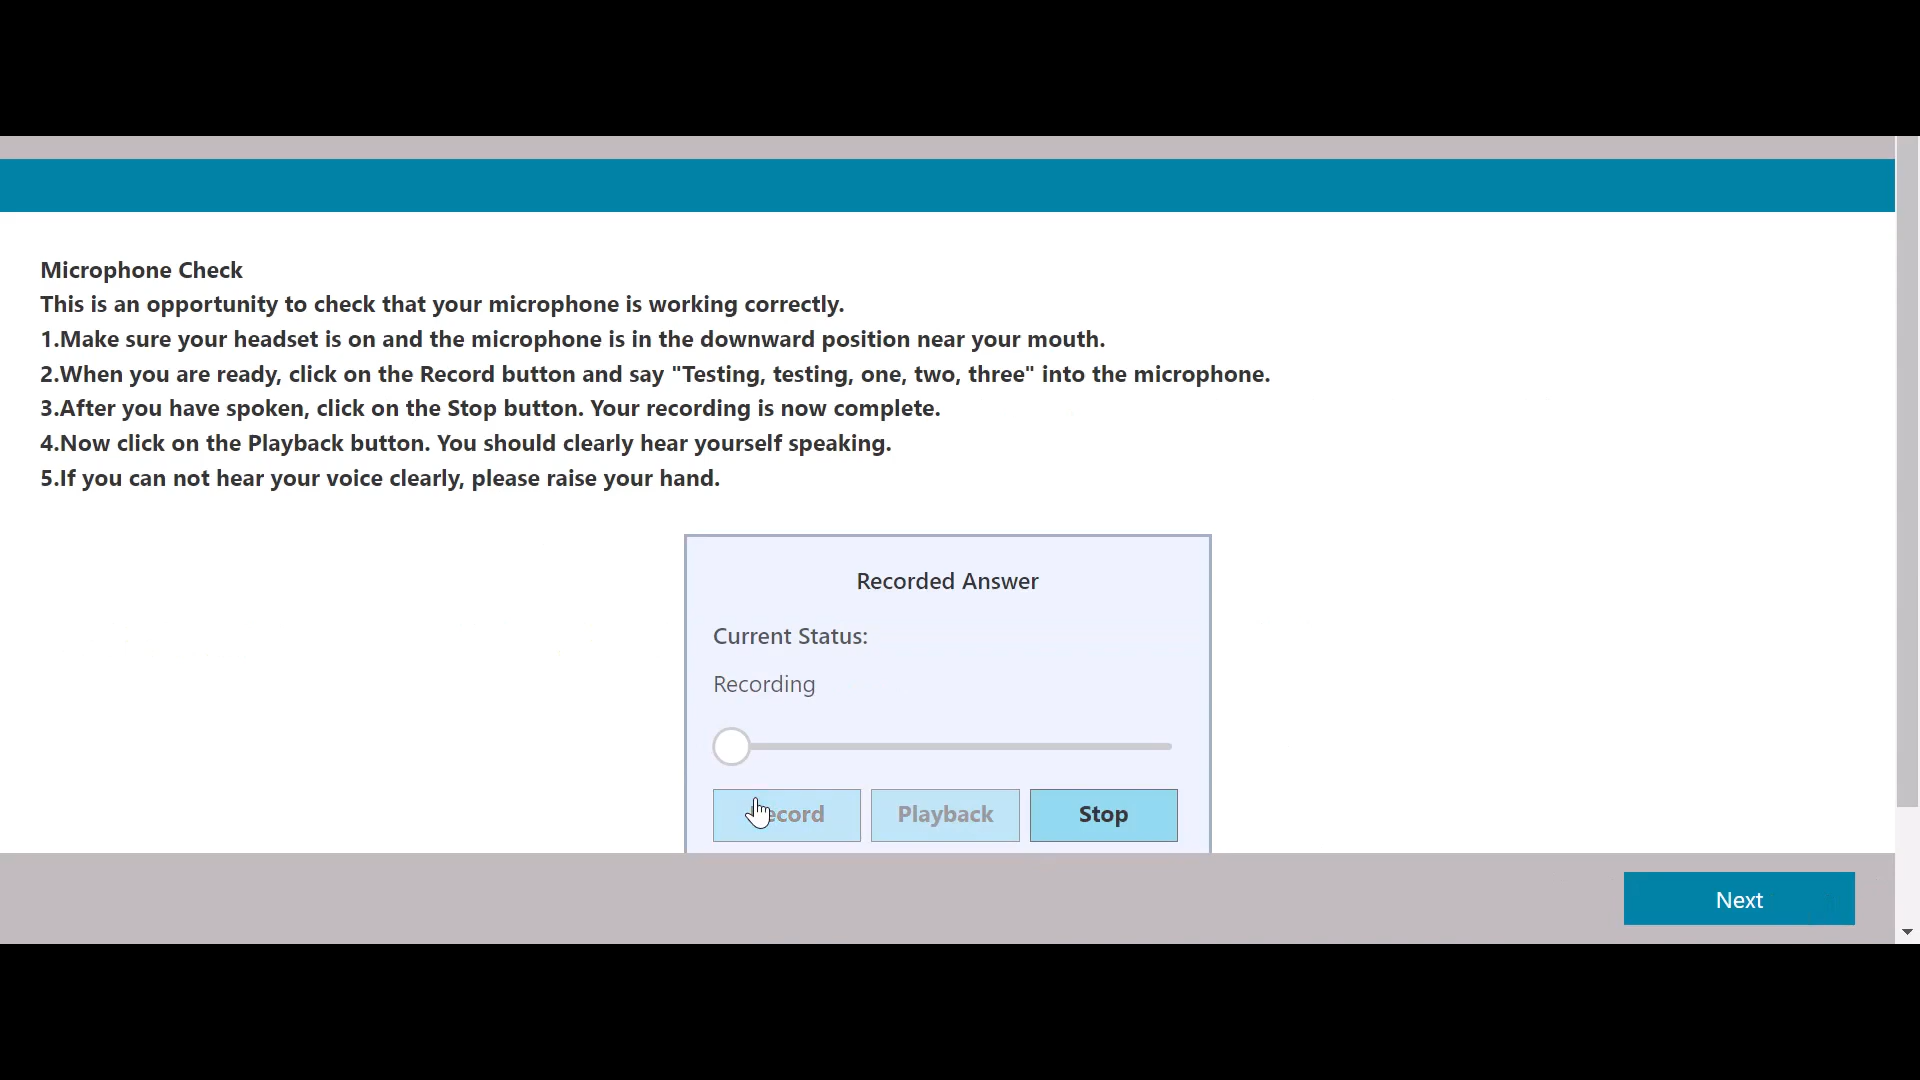 Microphone Check
This is an opportunity to check that your microphone is working correctly.
1.Make sure your headset is on and the microphone is in the downward position near your mouth.
2.When you are ready, click on the Record button and say "Testing, testing, one, two, three" into the microphone.
3.After you have spoken, click on the Stop button. Your recording is now complete.
4.Now click on the Playback button. You should clearly hear yourself speaking.
5.If you can not hear your voice clearly, please raise your hand.
Recorded Answer
Current Status:
Recording
Record Playback Stop
Next